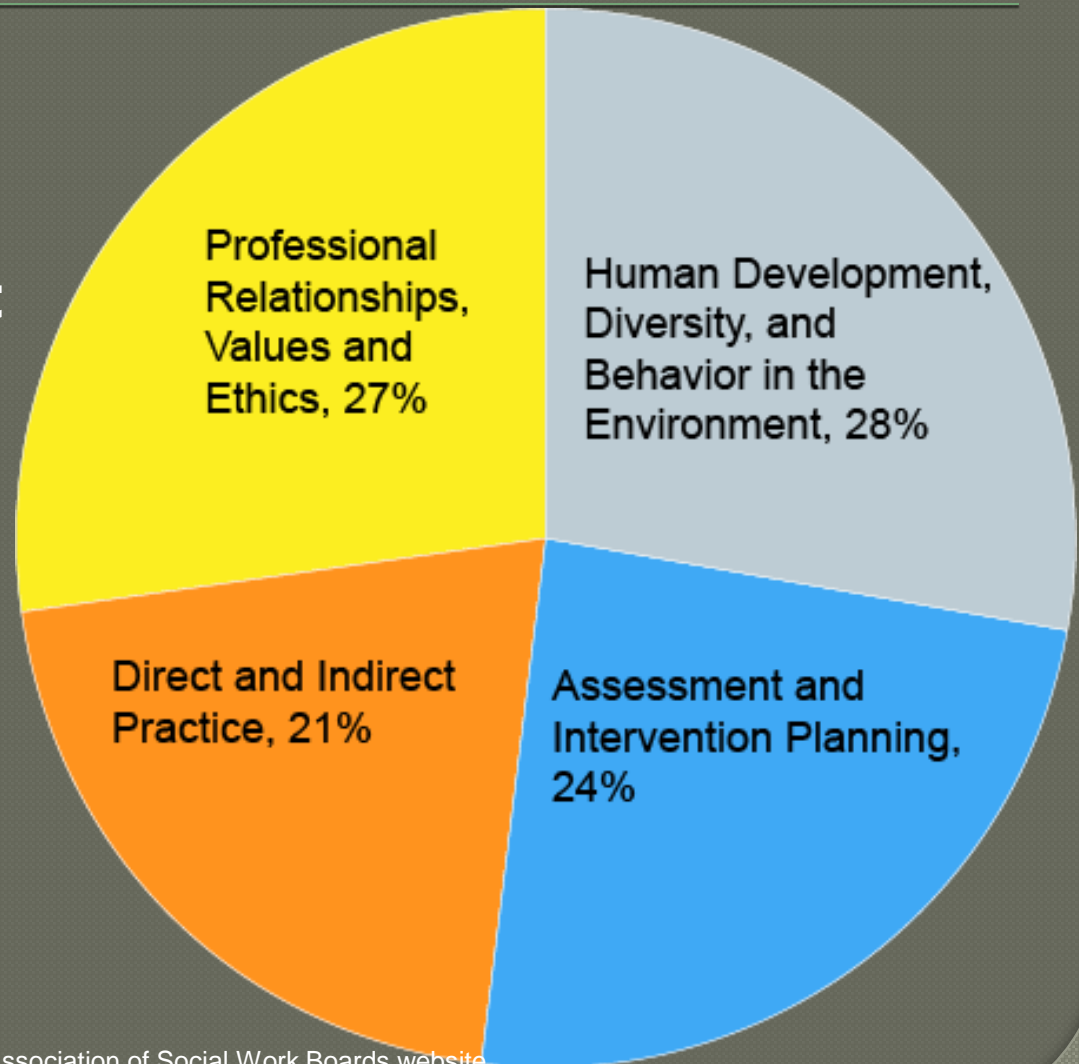 Professional
Relationships,
Values and
Ethics, 27%
Human Development,
Diversity, and
Behavior in the
Environment, 28%
Direct and Indirect
Practice, 21%
Assessment and
Intervention Planning,
24%
of Social Work Boards website